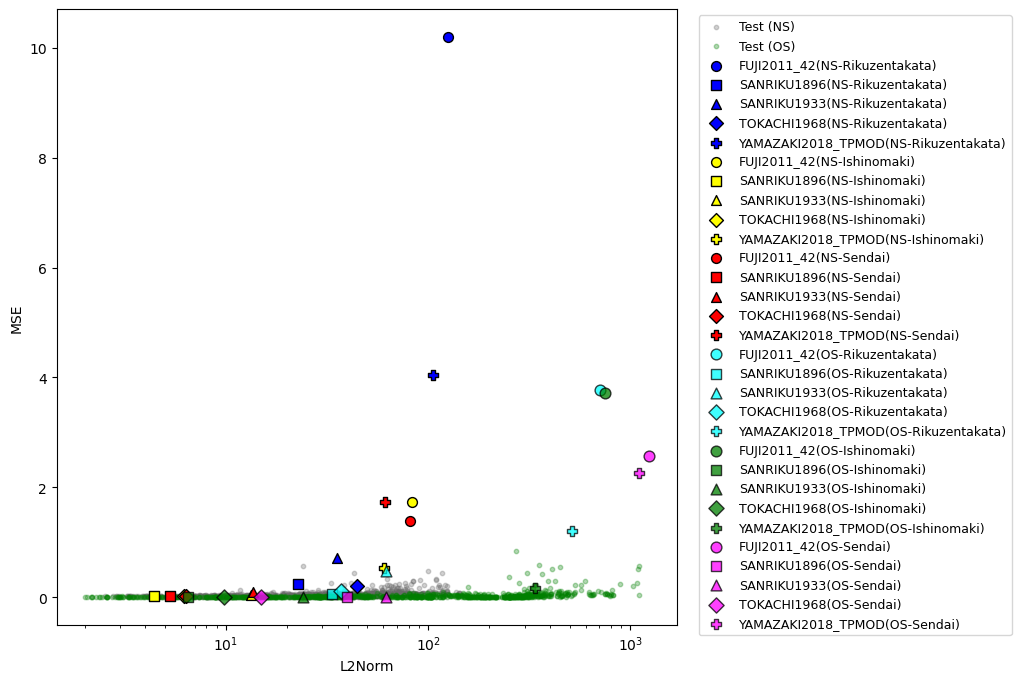 10
8
6
4
2
0
MSE
10¹
10²
10³
L2Norm
Test (NS)
Test (OS)
FUJI2011_42(NS-Rikuzentakata)
SANRIKU1896(NS-Rikuzentakata)
SANRIKU1933(NS-Rikuzentakata)
TOKACHI1968(NS-Rikuzentakata)
YAMAZAKI2018_TPMOD(NS-Rikuzentakata)
FUJI2011_42(NS-Ishinomaki)
SANRIKU1896(NS-Ishinomaki)
SANRIKU1933(NS-Ishinomaki)
TOKACHI1968(NS-Ishinomaki)
YAMAZAKI2018_TPMOD(NS-Ishinomaki)
FUJI2011_42(NS-Sendai)
SANRIKU1896(NS-Sendai)
SANRIKU1933(NS-Sendai)
TOKACHI1968(NS-Sendai)
YAMAZAKI2018_TPMOD(NS-Sendai)
FUJI2011_42(OS-Rikuzentakata)
SANRIKU1896(OS-Rikuzentakata)
SANRIKU1933(OS-Rikuzentakata)
TOKACHI1968(OS-Rikuzentakata)
YAMAZAKI2018_TPMOD(OS-Rikuzentakata)
FUJI2011_42(OS-Ishinomaki)
SANRIKU1896(OS-Ishinomaki)
SANRIKU1933(OS-Ishinomaki)
TOKACHI1968(OS-Ishinomaki)
YAMAZAKI2018_TPMOD(OS-Ishinomaki)
FUJI2011_42(OS-Sendai)
SANRIKU1896(OS-Sendai)
SANRIKU1933(OS-Sendai)
TOKACHI1968(OS-Sendai)
YAMAZAKI2018_TPMOD(OS-Sendai)